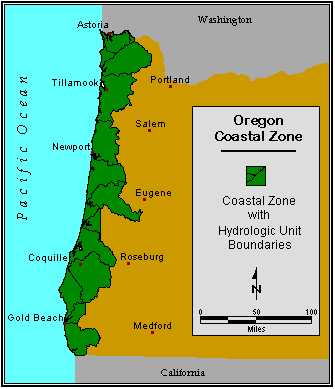 Washington
Astoria
Tillamook
Portland
Salem
Newport
Eugene
Coquille
Roseburg
Gold Beach
Medford
California
Pacific Ocean
Oregon
Coastal Zone
Coastal Zone
with
Hydrologic Unit
Boundaries
N
0 50 100
Miles